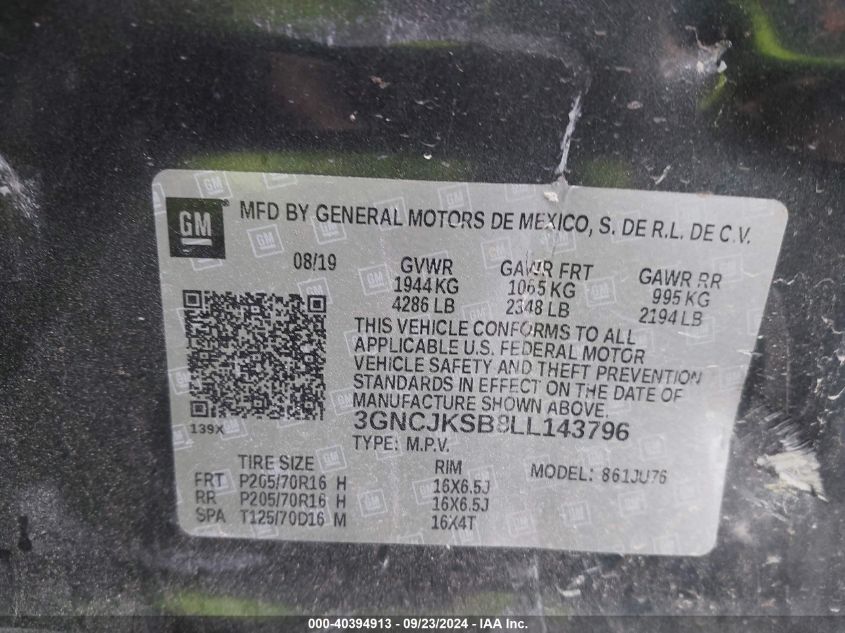 GM ® MFD BY GENERAL MOTORS DE MEXICO, S. DE R.L. DE C.V.
08/19 GVWR GAWR FRT GAWR RR
1944 KG 1065 KG 995 KG
4286 LB 2348 LB 2194 LB
THIS VEHICLE CONFORMS TO ALL
APPLICABLE U.S. FEDERAL MOTOR
VEHICLE SAFETY AND THEFT PREVENTION
STANDARDS IN EFFECT ON THE DATE OF
MANUFACTURE SHOWN ABOVE.
139X 3GNCJKSB8LL143796
TYPE: M.P.V.
TIRE SIZE RIM MODEL: 861JU76
FRT P205/70R16 H 16X6.5J
RR P205/70R16 H 16X6.5J
SPA T125/70D16 M 16X4T
000-40394913 - 09/23/2024 - IAA Inc.